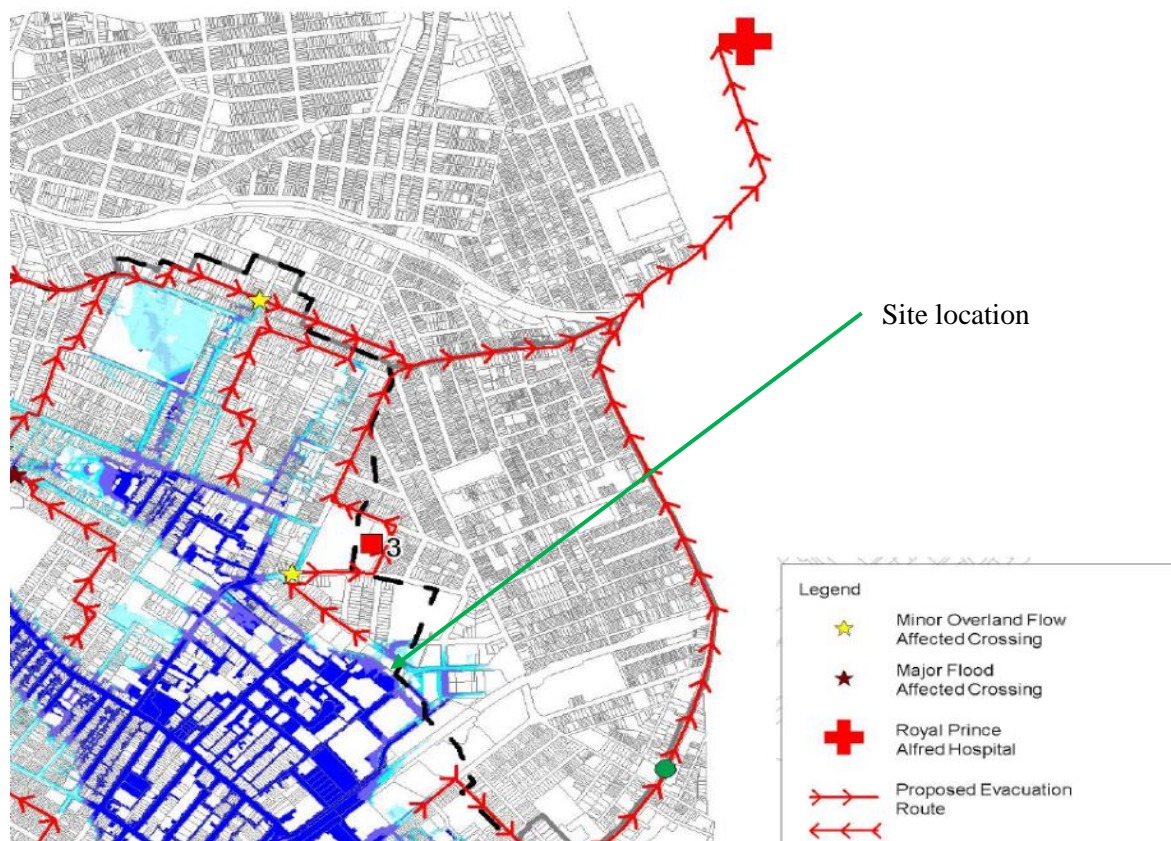 Site location
3
Legend
Minor Overland Flow
Affected Crossing
Major Flood
Affected Crossing
Royal Prince
Alfred Hospital
Proposed Evacuation
Route